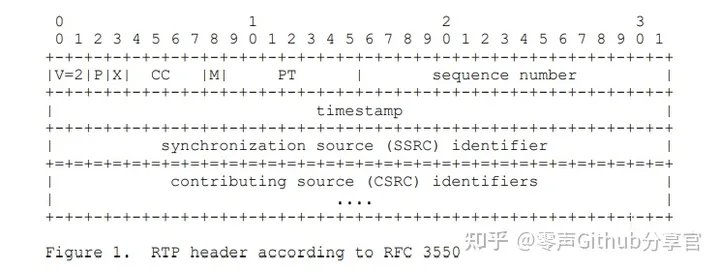 0                   1                   2                   3
 0 1 2 3 4 5 6 7 8 9 0 1 2 3 4 5 6 7 8 9 0 1 2 3 4 5 6 7 8 9 0 1
+-+-+-+-+-+-+-+-+-+-+-+-+-+-+-+-+-+-+-+-+-+-+-+-+-+-+-+-+-+-+-+-+
|V=2|P|X|  CC   |M|     PT      |       sequence number         |
+-+-+-+-+-+-+-+-+-+-+-+-+-+-+-+-+-+-+-+-+-+-+-+-+-+-+-+-+-+-+-+-+
|                           timestamp                           |
+-+-+-+-+-+-+-+-+-+-+-+-+-+-+-+-+-+-+-+-+-+-+-+-+-+-+-+-+-+-+-+-+
|           synchronization source (SSRC) identifier            |
+=+=+=+=+=+=+=+=+=+=+=+=+=+=+=+=+=+=+=+=+=+=+=+=+=+=+=+=+=+=+=+=+
|            contributing source (CSRC) identifiers             |
|                             ....                              |
+-+-+-+-+-+-+-+-+-+-+-+-+-+-+-+-+-+-+-+-+-+-+-+-+-+-+-+-+-+-+-+-+
Figure 1.  RTP header according to RFC 3550
知乎 @零声Github分享官